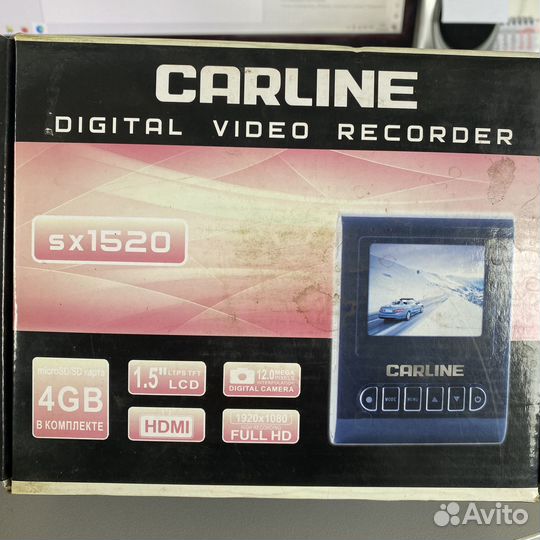 CARLINE
DIGITAL VIDEO RECORDER
sx1520
microSD/SD карта
4GB
В КОМПЛЕКТЕ
1.5" LTPS TFT
LCD
12.0 MEGA
PIXELS
INTERPOLATION
DIGITAL CAMERA
HDMI
1920x1080
FULL HD
CARLINE
MODE
MENU
Avito